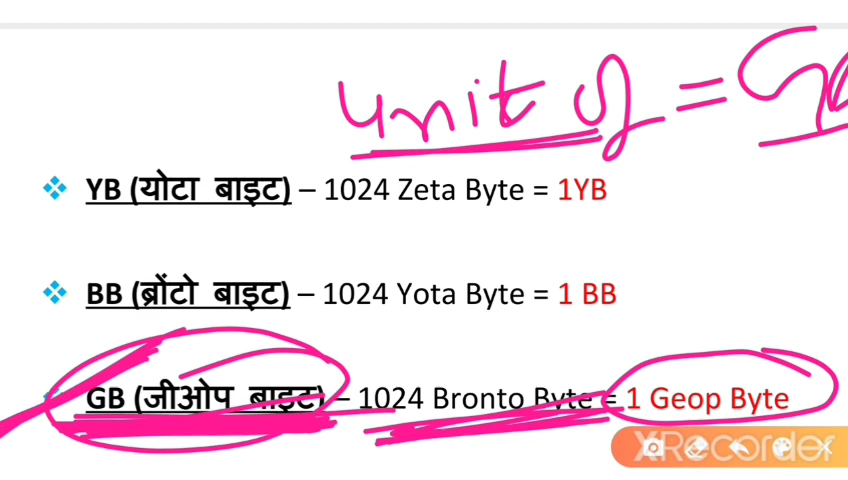 unit of =
YB (योटा बाइट) – 1024 Zeta Byte = 1YB
BB (ब्रोंटो बाइट) – 1024 Yota Byte = 1 BB
GB (जीओप बाइट) – 1024 Bronto Byte = 1 Geop Byte
XRecorder